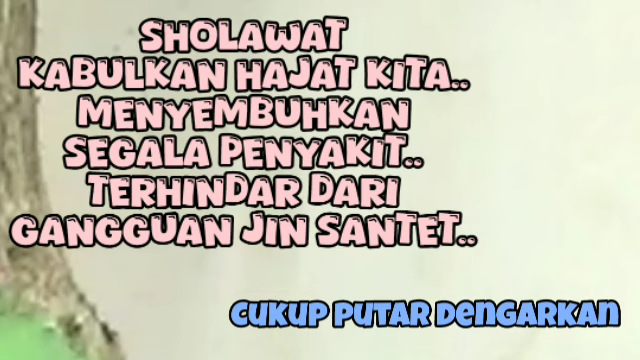 SHOLAWAT
KABULKAN HAJAT KITA..
MENYEMBUHKAN
SEGALA PENYAKIT..
TERHINDAR DARI
GANGGUAN JIN SANTET..
CUKUP PUTAR DENGARKAN